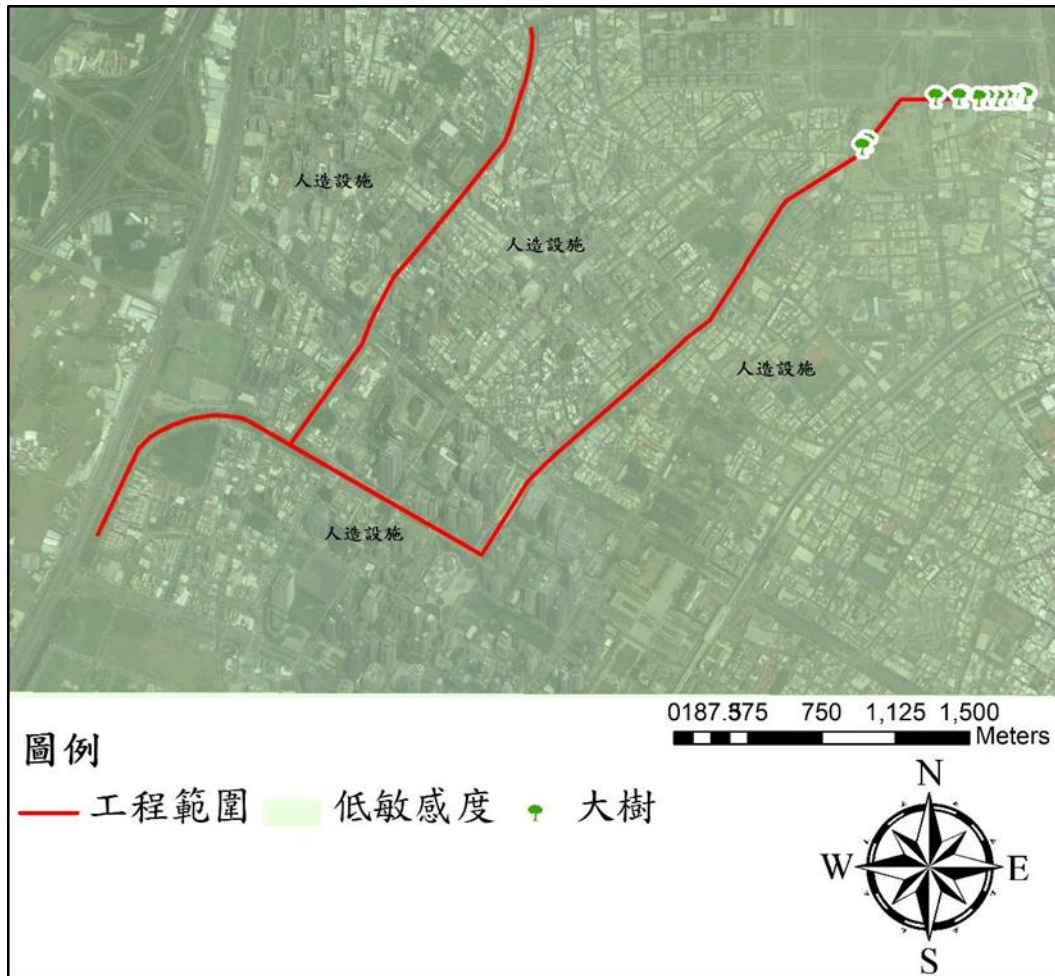 人造設施
人造設施
人造設施
人造設施
0187.5375 750 1,125 1,500
Meters
圖例
工程範圍 低敏感度 大樹
N
W E
S